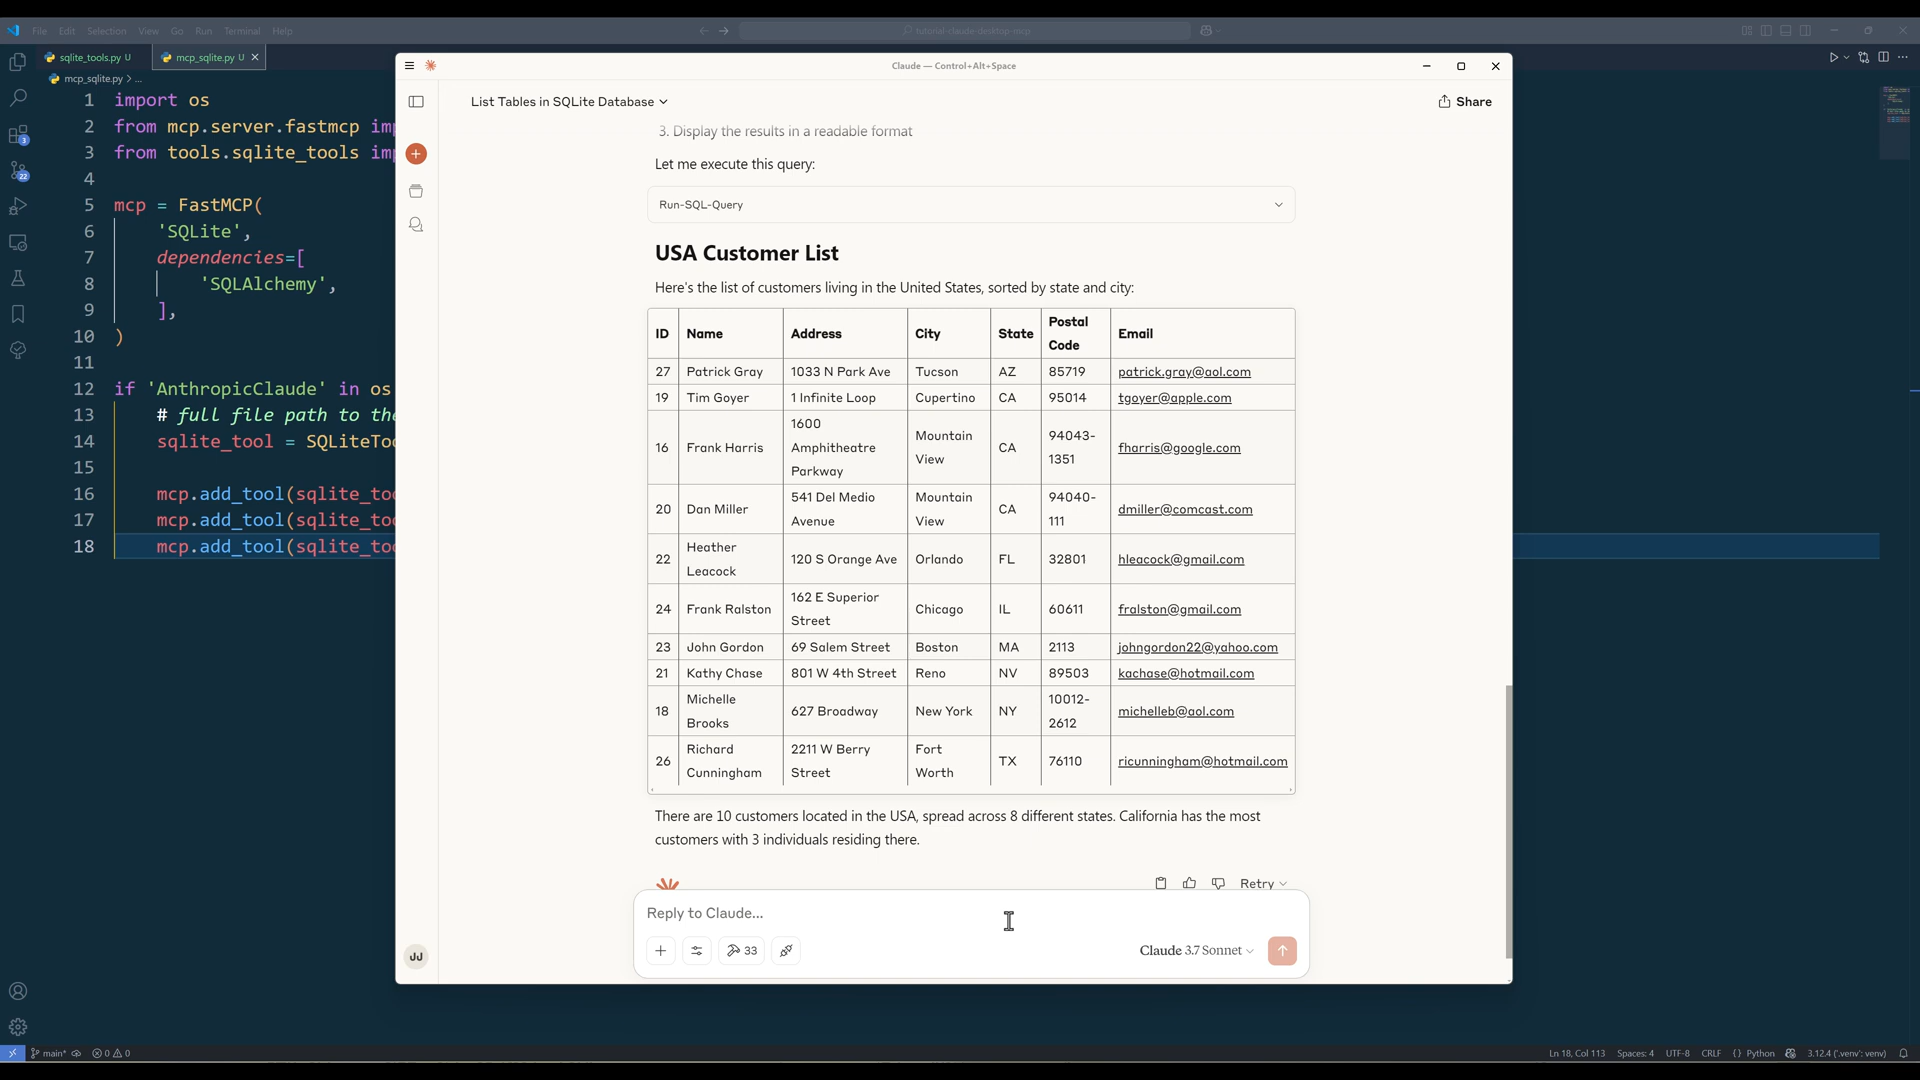 File Edit Selection View Go Run Terminal Help
tutorial-claude-desktop-mcp
sqlite_tools.py U
mcp_sqlite.py U
mcp_sqlite.py > ...
1 import os
2 from mcp.server.fastmcp im
3 from tools.sqlite_tools im
4
5 mcp = FastMCP(
6 'SQLite',
7 dependencies=[
8 'SQLAlchemy',
9 ],
10 )
11
12 if 'AnthropicClaude' in os
13 # full file path to the
14 sqlite_tool = SQLiteToo
15
16 mcp.add_tool(sqlite_too
17 mcp.add_tool(sqlite_too
18 mcp.add_tool(sqlite_too
3
22
Claude — Control+Alt+Space
List Tables in SQLite Database
Share
3. Display the results in a readable format
Let me execute this query:
Run-SQL-Query
USA Customer List
Here's the list of customers living in the United States, sorted by state and city:
ID Name Address City State Postal Code Email
27 Patrick Gray 1033 N Park Ave Tucson AZ 85719 patrick.gray@aol.com
19 Tim Goyer 1 Infinite Loop Cupertino CA 95014 tgoyer@apple.com
16 Frank Harris 1600 Amphitheatre Parkway Mountain View CA 94043-1351 fharris@google.com
20 Dan Miller 541 Del Medio Avenue Mountain View CA 94040-111 dmiller@comcast.com
22 Heather Leacock 120 S Orange Ave Orlando FL 32801 hleacock@gmail.com
24 Frank Ralston 162 E Superior Street Chicago IL 60611 fralston@gmail.com
23 John Gordon 69 Salem Street Boston MA 2113 johngordon22@yahoo.com
21 Kathy Chase 801 W 4th Street Reno NV 89503 kachase@hotmail.com
18 Michelle Brooks 627 Broadway New York NY 10012-2612 michelleb@aol.com
26 Richard Cunningham 2211 W Berry Street Fort Worth TX 76110 ricunningham@hotmail.com
There are 10 customers located in the USA, spread across 8 different states. California has the most
customers with 3 individuals residing there.
Retry
Reply to Claude...
33
Claude 3.7 Sonnet
JJ
main* 0 0
Ln 18, Col 113 Spaces: 4 UTF-8 CRLF {} Python 3.12.4 ('.venv': venv)